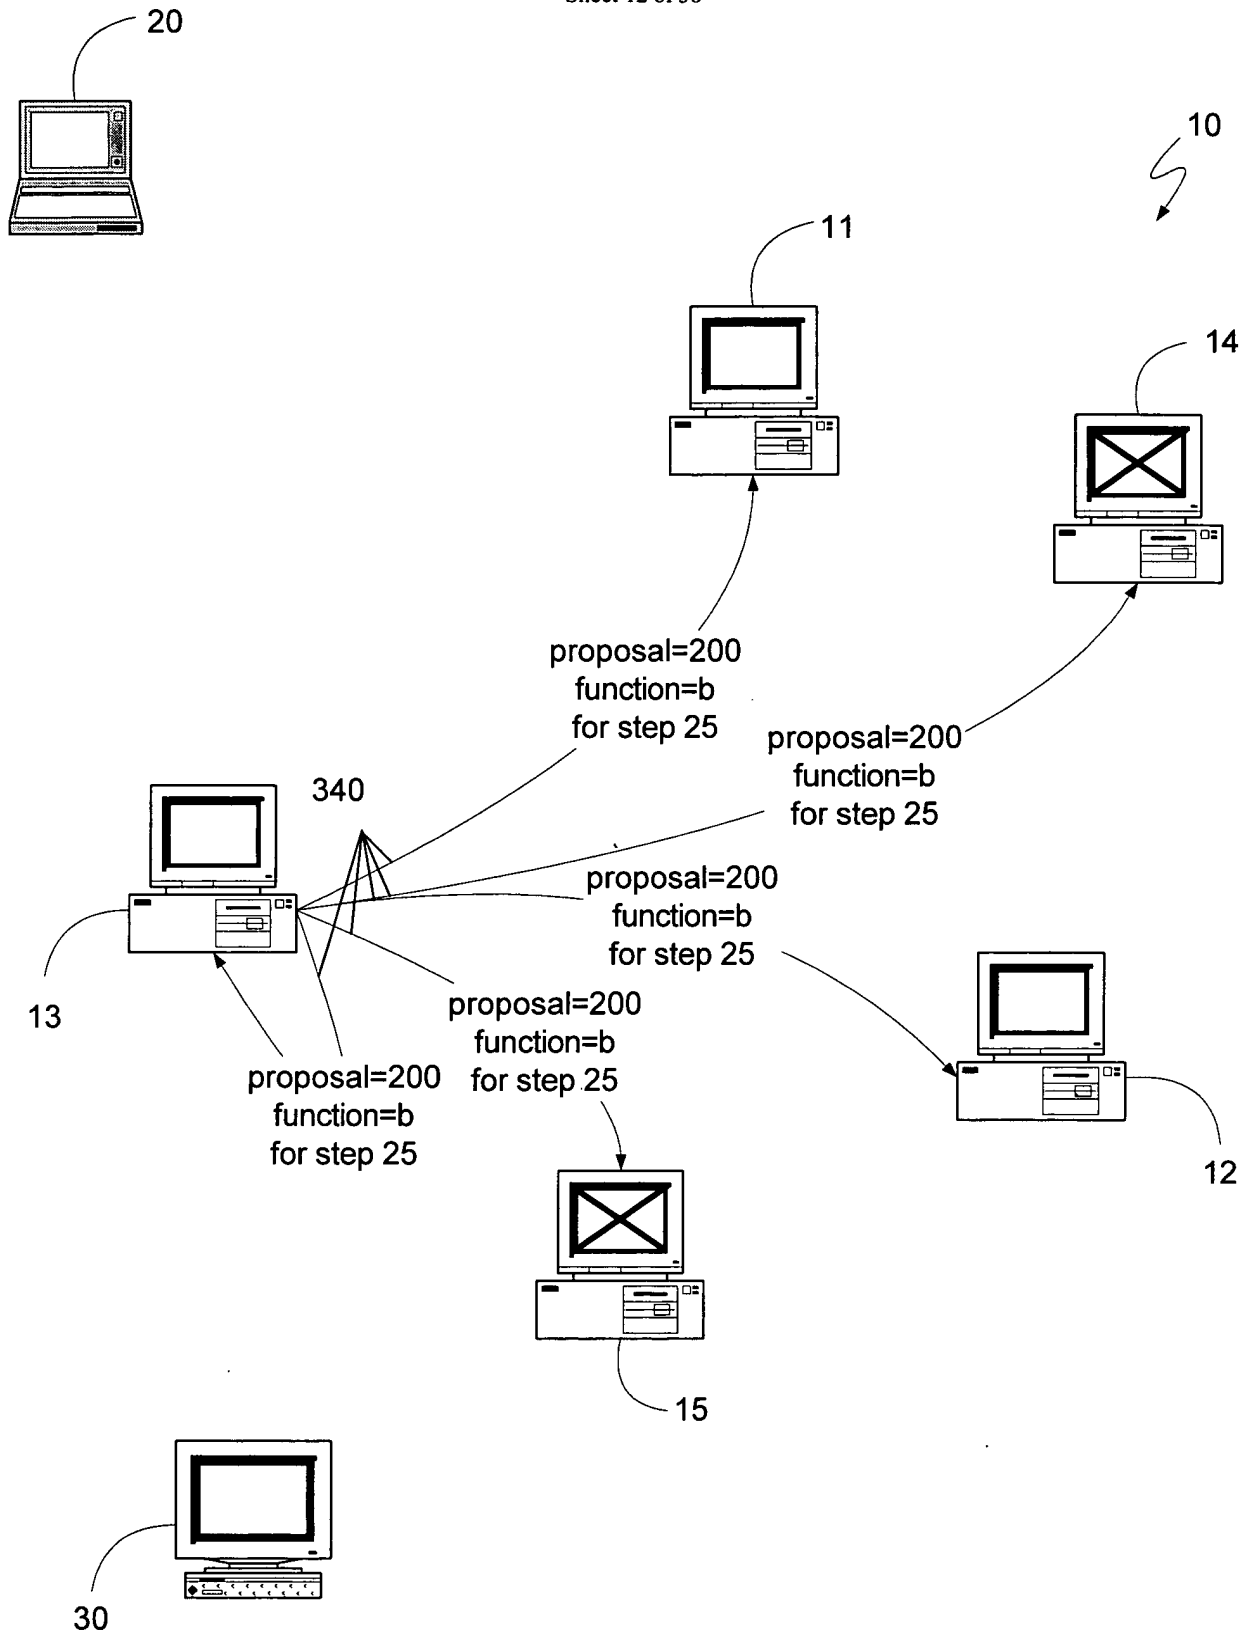 20
10
11
14
proposal=200
function=b
for step 25
proposal=200
function=b
for step 25
340
proposal=200
function=b
for step 25
13
proposal=200
function=b
for step 25
proposal=200
function=b
for step 25
12
15
30